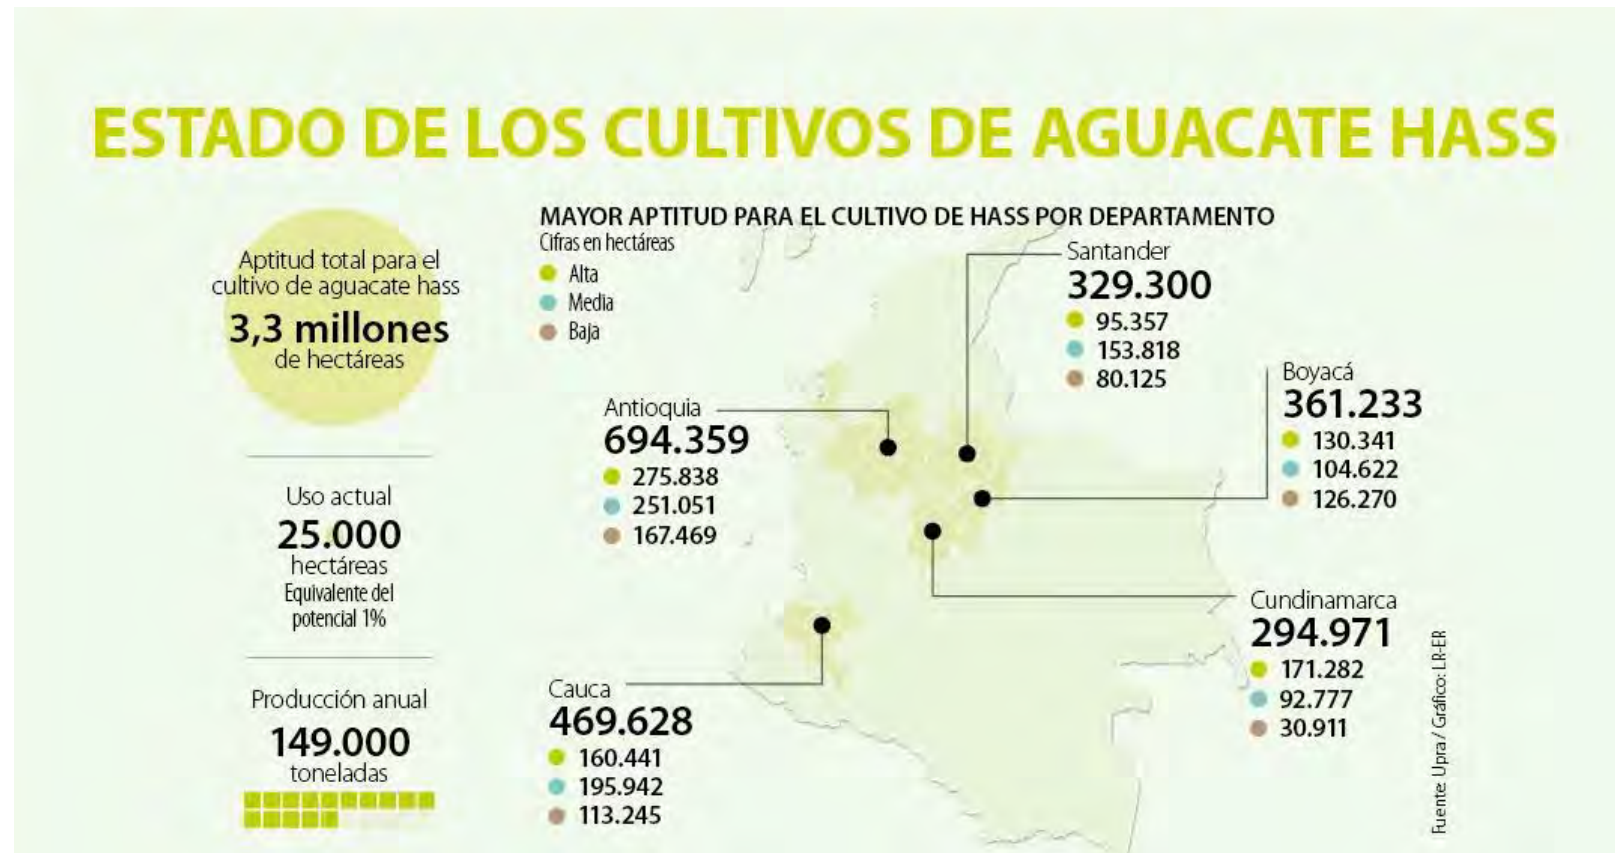 ESTADO DE LOS CULTIVOS DE AGUACATE HASS
Aptitud total para el
cultivo de aguacate hass
3,3 millones
de hectáreas
Uso actual
25.000
hectáreas
Equivalente del
potencial 1%
Producción anual
149.000
toneladas
MAYOR APTITUD PARA EL CULTIVO DE HASS POR DEPARTAMENTO
Cifras en hectáreas
Alta
Media
Baja
Santander
329.300
95.357
153.818
80.125
Boyacá
361.233
130.341
104.622
126.270
Antioquia
694.359
275.838
251.051
167.469
Cundinamarca
294.971
171.282
92.777
30.911
Cauca
469.628
160.441
195.942
113.245
Fuente: Upra / Gráfico: LR-ER